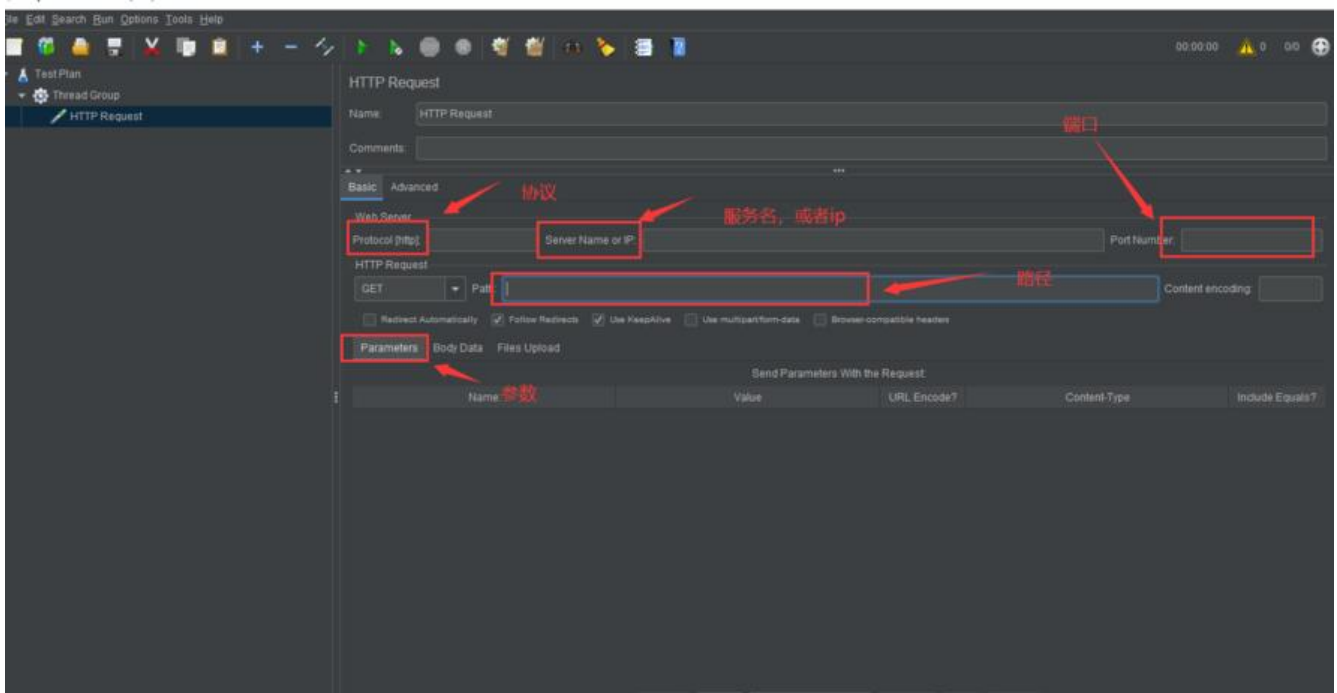 File Edit Search Run Options Tools Help
00:00:00 0 0/0
Test Plan
Thread Group
HTTP Request
HTTP Request
Name: HTTP Request
端口
Comments:
Basic Advanced
协议
Web Server
服务名，或者ip
Protocol [http]: Server Name or IP: Port Number:
HTTP Request
路径
GET Path: Content encoding:
Redirect Automatically Follow Redirects Use KeepAlive Use multipart/form-data Browser-compatible headers
Parameters Body Data Files Upload
Send Parameters With the Request:
Name: 参数 Value URL Encode? Content-Type Include Equals?